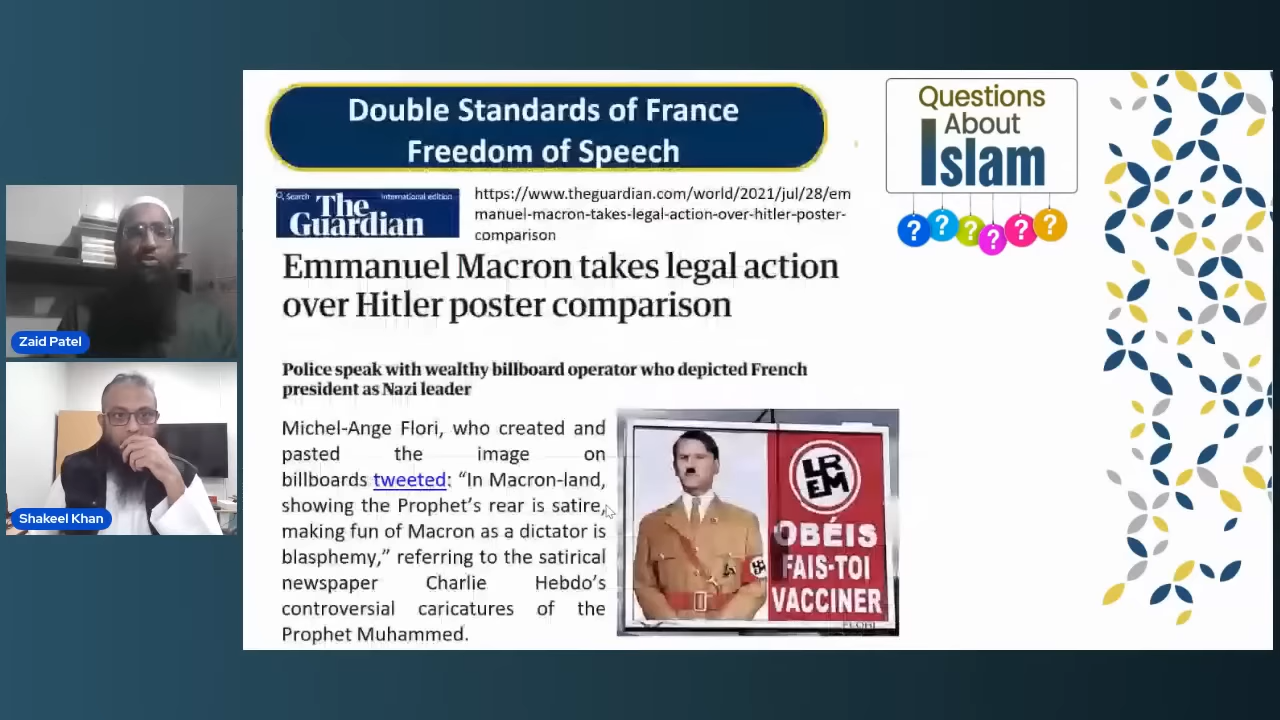 Double Standards of France
Freedom of Speech
Questions
About
Islam
? ? ? ? ? ?
Search
International edition
The
Guardian
https://www.theguardian.com/world/2021/jul/28/em
manuel-macron-takes-legal-action-over-hitler-poster-
comparison
Emmanuel Macron takes legal action
over Hitler poster comparison
Police speak with wealthy billboard operator who depicted French
president as Nazi leader
Michel-Ange Flori, who created and
pasted the image on
billboards tweeted: “In Macron-land,
showing the Prophet’s rear is satire,
making fun of Macron as a dictator is
blasphemy,” referring to the satirical
newspaper Charlie Hebdo’s
controversial caricatures of the
Prophet Muhammed.
LR
EM
OBÉIS
FAIS-TOI
VACCINER
FLORI
Zaid Patel
Shakeel Khan